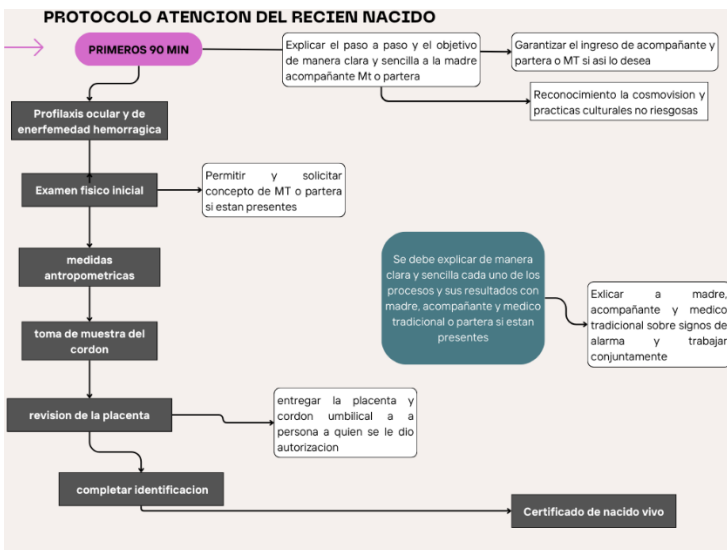 PROTOCOLO ATENCION DEL RECIEN NACIDO
PRIMEROS 90 MIN
Explicar el paso a paso y el objetivo
de manera clara y sencilla a la madre
acompañante Mt o partera
Garantizar el ingreso de acompañante y
partera o MT si asi lo desea
Reconocimiento la cosmovision y
practicas culturales no riesgosas
Profilaxis ocular y de
enerfemedad hemorragica
Examen fisico inicial
Permitir y solicitar
concepto de MT o partera
si estan presentes
medidas
antropometricas
Se debe explicar de manera
clara y sencilla cada uno de los
procesos y sus resultados con
madre, acompañante y medico
tradicional o partera si estan
presentes
Exlicar a madre,
acompañante y medico
tradicional sobre signos de
alarma y trabajar
conjuntamente
toma de muestra del
cordon
revision de la placenta
entregar la placenta y
cordon umbilical a a
persona a quien se le dio
autorizacion
completar identificacion
Certificado de nacido vivo